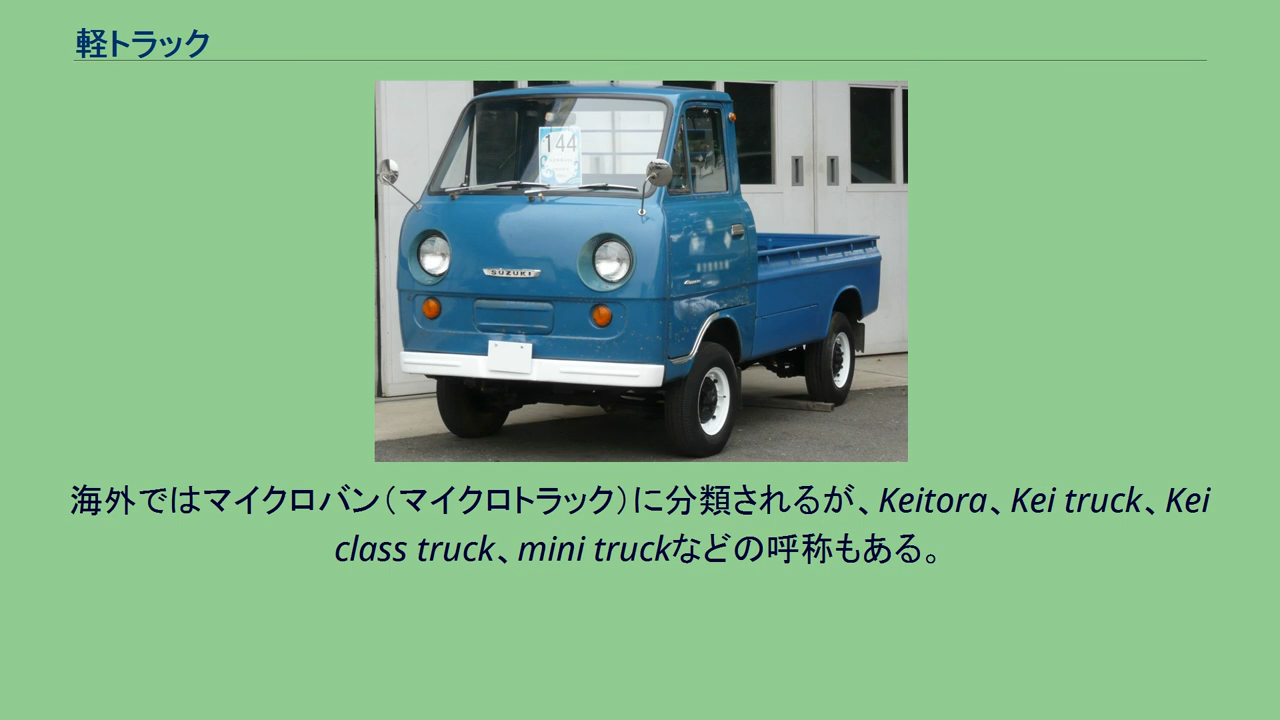 軽トラック
144
SUZUKI
海外ではマイクロバン（マイクロトラック）に分類されるが、Keitora、Kei truck、Kei
class truck、mini truckなどの呼称もある。